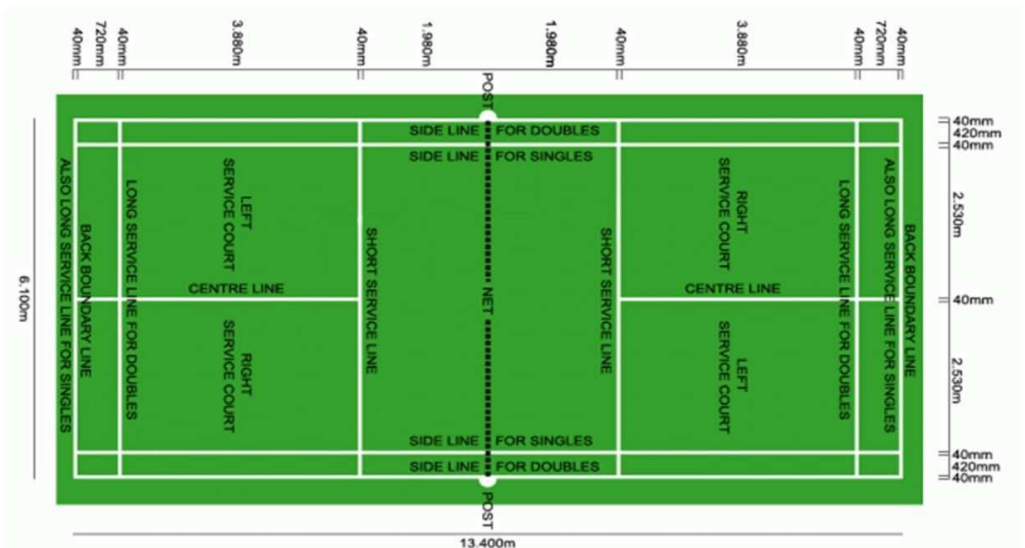 40mm
720mm
40mm
3.880m
40mm
1.980m
1.980m
40mm
3.880m
40mm
720mm
40mm
POST
SIDE LINE FOR DOUBLES
SIDE LINE FOR SINGLES
40mm
420mm
40mm
ALSO LONG SERVICE LINE FOR SINGLES
BACK BOUNDARY LINE
LONG SERVICE LINE FOR DOUBLES
LEFT
SERVICE COURT
SHORT SERVICE LINE
SHORT SERVICE LINE
RIGHT
SERVICE COURT
LONG SERVICE LINE FOR DOUBLES
ALSO LONG SERVICE LINE FOR SINGLES
BACK BOUNDARY LINE
2.530m
6.100m
CENTRE LINE
NET
CENTRE LINE
40mm
RIGHT
SERVICE COURT
LEFT
SERVICE COURT
2.530m
SIDE LINE FOR SINGLES
SIDE LINE FOR DOUBLES
40mm
420mm
40mm
POST
13.400m